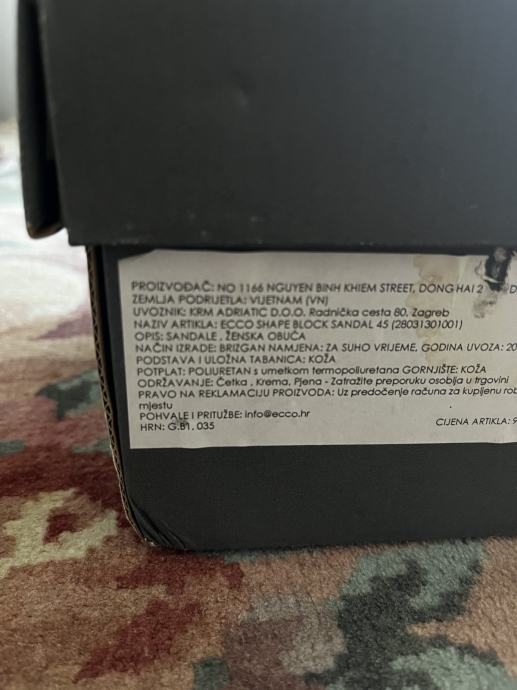 PROIZVOĐAČ: NO 1166 NGUYEN BINH KHIEM STREET, DONG HAI 2
ZEMLJA PODRIJETLA: VIJETNAM (VN)
UVOZNIK: KRM ADRIATIC D.O.O. Radnička cesta 80, Zagreb
NAZIV ARTIKLA: ECCO SHAPE BLOCK SANDAL 45 (28031301001)
OPIS: SANDALE , ŽENSKA OBUĆA
NAČIN IZRADE: BRIZGAN NAMJENA: ZA SUHO VRIJEME, GODINA UVOZA: 20
PODSTAVA I ULOŽNA TABANICA: KOŽA
POTPLAT: POLIURETAN s umetkom termopoliuretana GORNJIŠTE: KOŽA
ODRŽAVANJE: Četka , Krema, Pjena - Zatražite preporuku osoblja u trgovini
PRAVO NA REKLAMACIJU PROIZVODA: Uz predočenje računa za kupljenu rob
mjestu
POHVALE I PRITUŽBE: info@ecco.hr
HRN: G.B1. 035
CIJENA ARTIKLA: 9